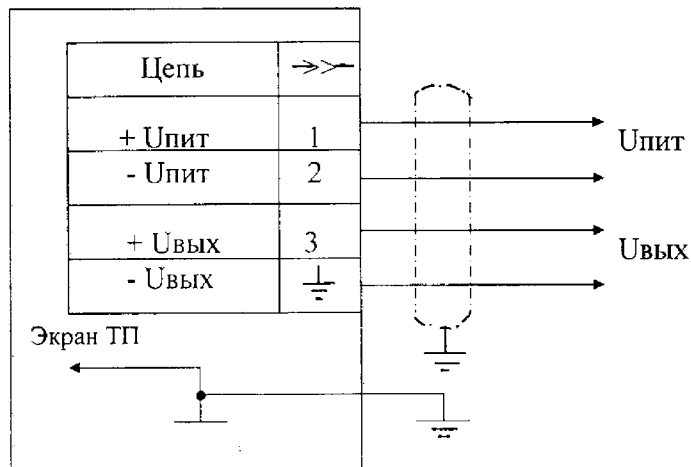 Цепь
+ Uпит 1
Uпит
- Uпит 2
+ Uвых 3
Uвых
- Uвых
Экран ТП